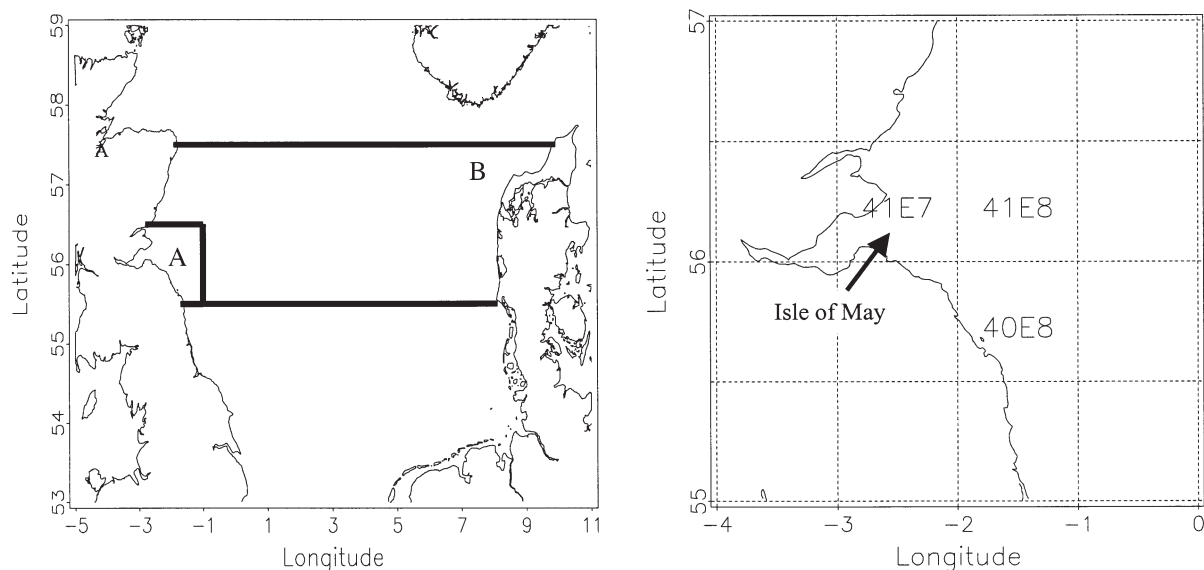 59
58
57
56
55
54
53
Latitude
A
B
A
-5 -3 -1 1 3 5 7 9 11
Longitude
57
56
55
Latitude
41E7 41E8
Isle of May
40E8
-4 -3 -2 -1 0
Longitude